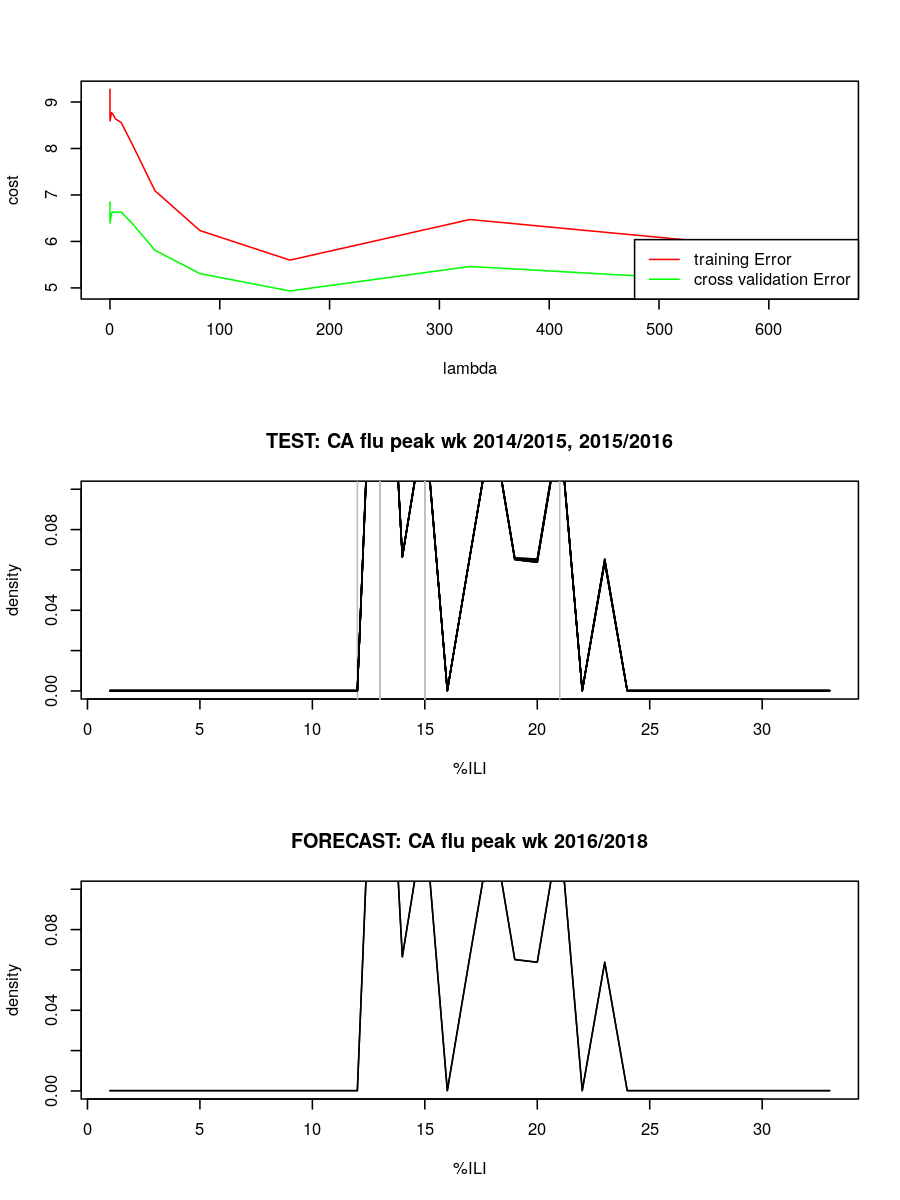 9
8
7
6
5
cost
0 100 200 300 400 500 600
lambda
training Error
cross validation Error
TEST: CA flu peak wk 2014/2015, 2015/2016
0.08
0.04
0.00
density
0 5 10 15 20 25 30
%ILI
FORECAST: CA flu peak wk 2016/2018
0.08
0.04
0.00
density
0 5 10 15 20 25 30
%ILI